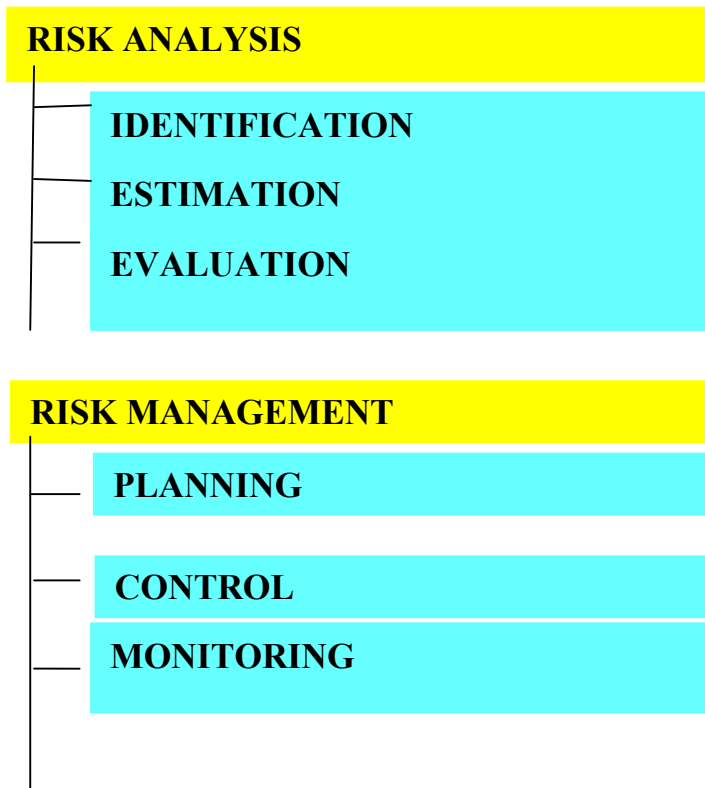 RISK ANALYSIS
IDENTIFICATION
ESTIMATION
EVALUATION
RISK MANAGEMENT
PLANNING
CONTROL
MONITORING